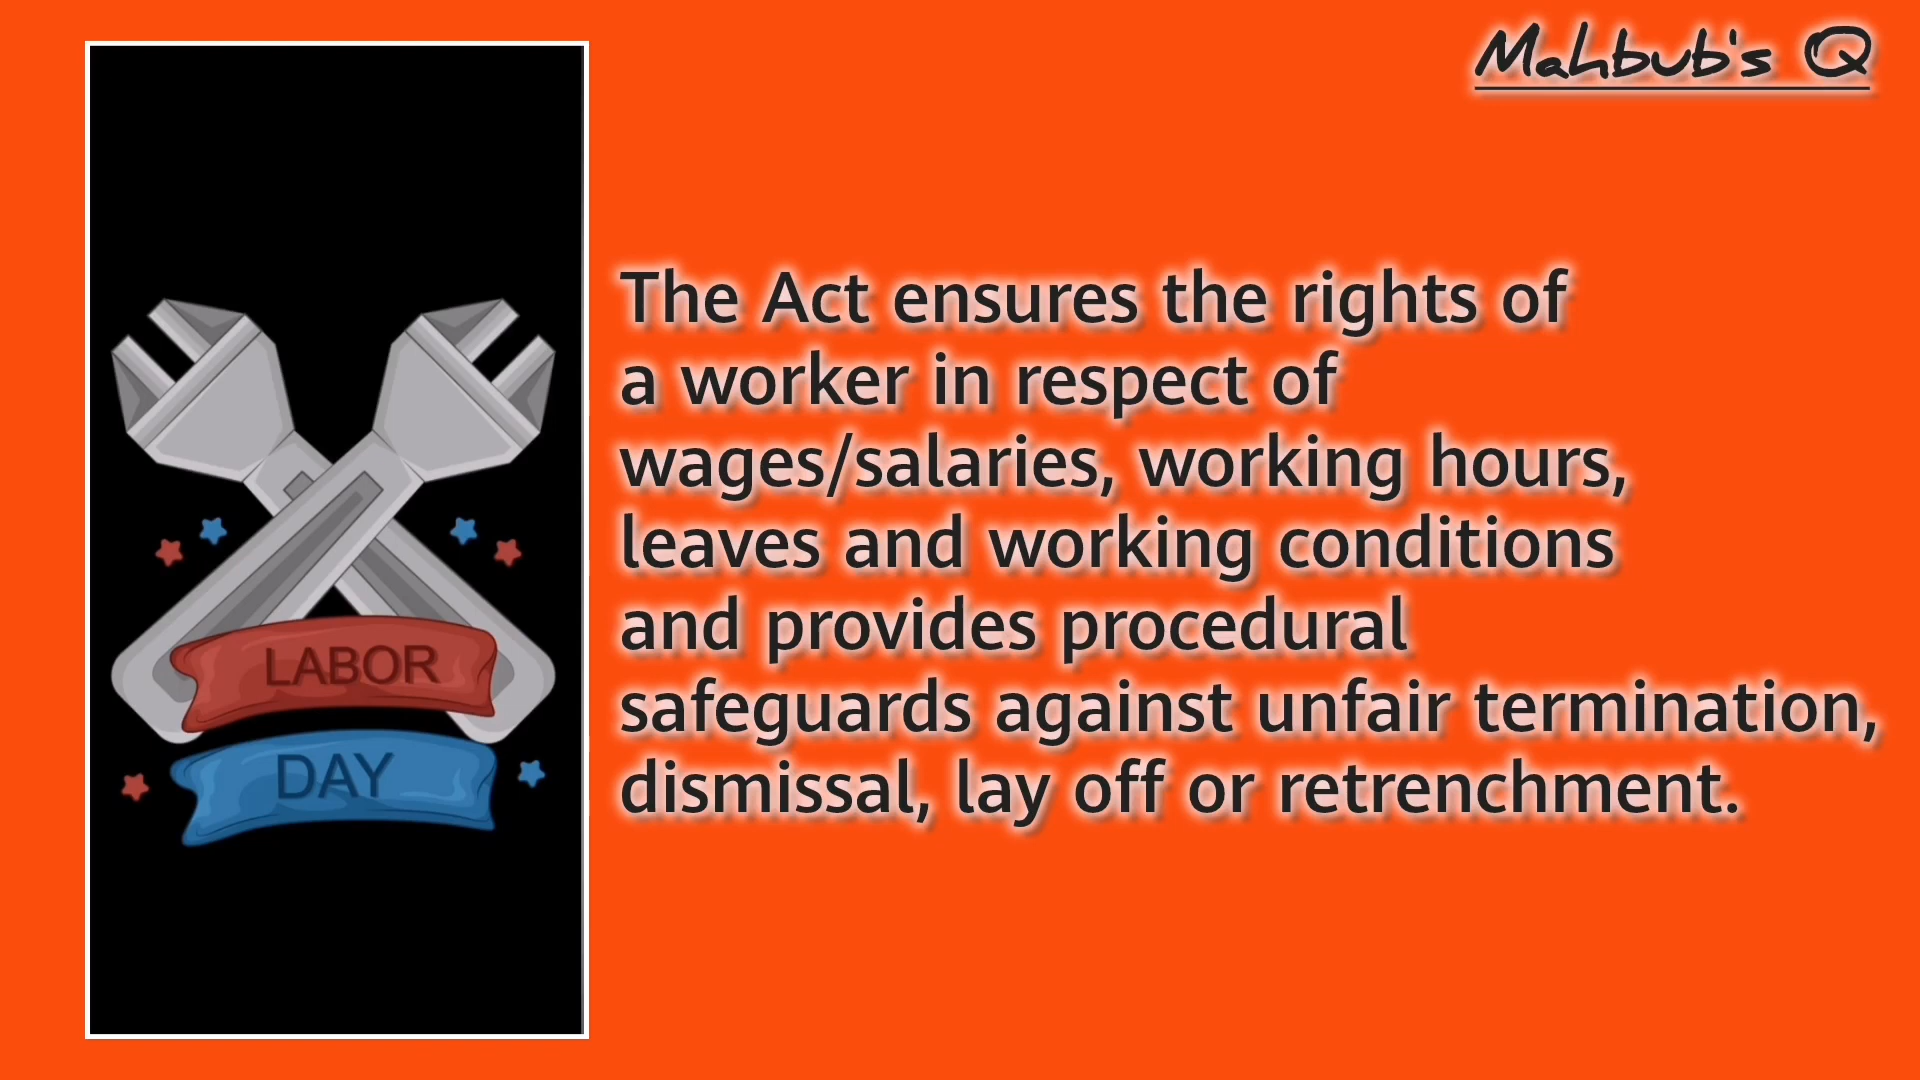 Mahbub's Q
The Act ensures the rights of
a worker in respect of
wages/salaries, working hours,
leaves and working conditions
and provides procedural
safeguards against unfair termination,
dismissal, lay off or retrenchment.
LABOR
DAY